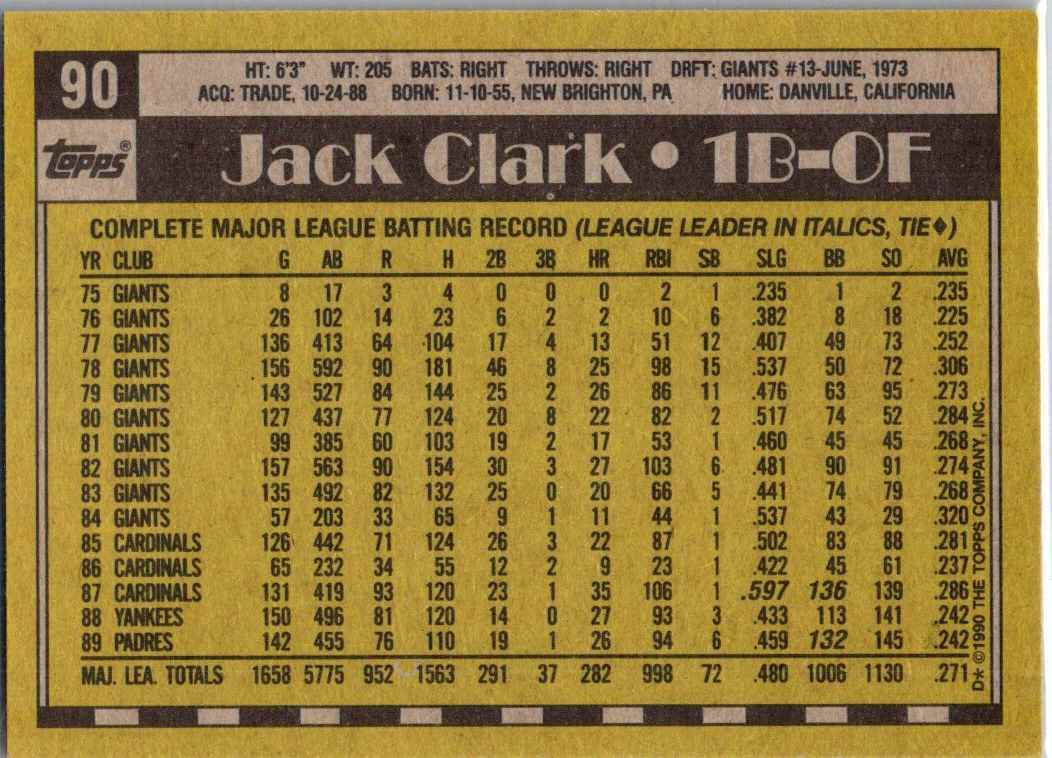 90
HT: 6'3" WT: 205 BATS: RIGHT THROWS: RIGHT DRFT: GIANTS #13-JUNE, 1973
ACQ: TRADE, 10-24-88 BORN: 11-10-55, NEW BRIGHTON, PA HOME: DANVILLE, CALIFORNIA
topps®
Jack Clark • 1B-OF
COMPLETE MAJOR LEAGUE BATTING RECORD (LEAGUE LEADER IN ITALICS, TIE♦)
YR CLUB G AB R H 2B 3B HR RBI SB SLG BB SO AVG
75 GIANTS 8 17 3 4 0 0 0 2 1 .235 1 2 .235
76 GIANTS 26 102 14 23 6 2 2 10 6 .382 8 18 .225
77 GIANTS 136 413 64 104 17 4 13 51 12 .407 49 73 .252
78 GIANTS 156 592 90 181 46 8 25 98 15 .537 50 72 .306
79 GIANTS 143 527 84 144 25 2 26 86 11 .476 63 95 .273
80 GIANTS 127 437 77 124 20 8 22 82 2 .517 74 52 .284
81 GIANTS 99 385 60 103 19 2 17 53 1 .460 45 45 .268
82 GIANTS 157 563 90 154 30 3 27 103 6 .481 90 91 .274
83 GIANTS 135 492 82 132 25 0 20 66 5 .441 74 79 .268
84 GIANTS 57 203 33 65 9 1 11 44 1 .537 43 29 .320
85 CARDINALS 126 442 71 124 26 3 22 87 1 .502 83 88 .281
86 CARDINALS 65 232 34 55 12 2 9 23 1 .422 45 61 .237
87 CARDINALS 131 419 93 120 23 1 35 106 1 .597 136 139 .286
88 YANKEES 150 496 81 120 14 0 27 93 3 .433 113 141 .242
89 PADRES 142 455 76 110 19 1 26 94 6 .459 132 145 .242
MAJ. LEA. TOTALS 1658 5775 952 1563 291 37 282 998 72 .480 1006 1130 .271
D* ©1990 THE TOPPS COMPANY, INC.